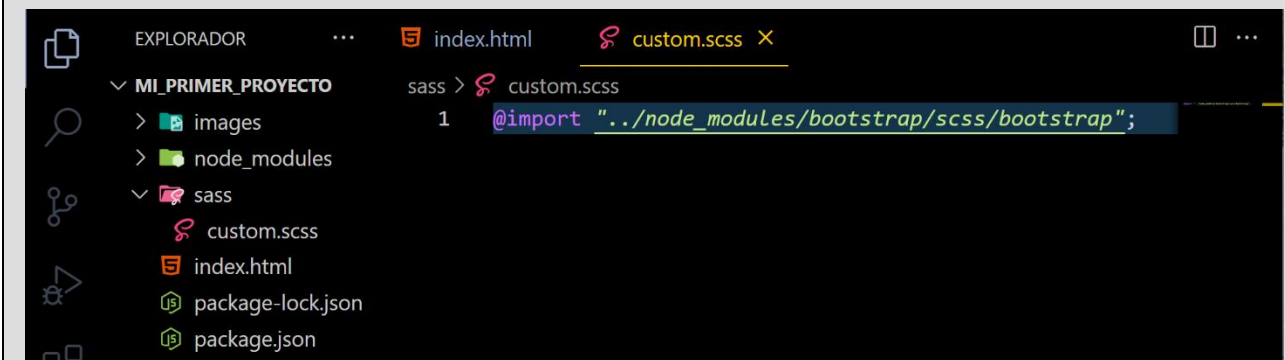 EXPLORADOR ···
index.html
custom.scss
MI_PRIMER_PROYECTO
images
node_modules
sass
custom.scss
index.html
package-lock.json
package.json
sass > custom.scss
1 @import "../node_modules/bootstrap/scss/bootstrap";